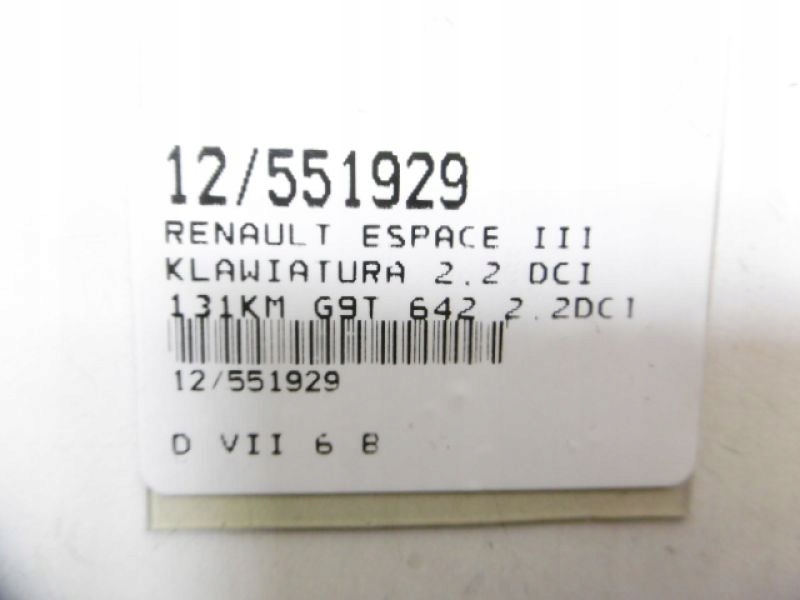 12/551929
RENAULT ESPACE III
KLAWIATURA 2.2 DCI
131KM G9T 642 2.2DCI
12/551929
D VII 6 B